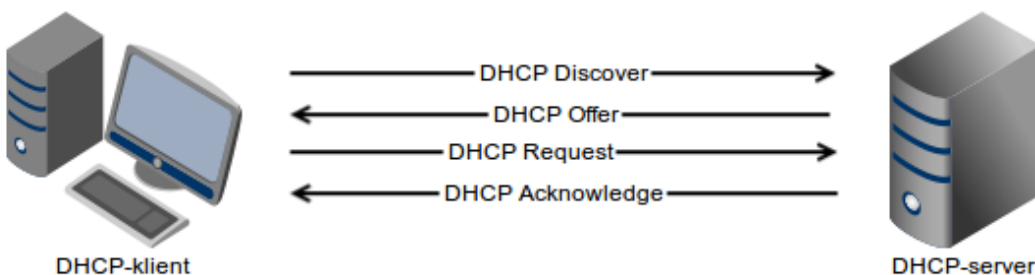 DHCP Discover
DHCP Offer
DHCP Request
DHCP Acknowledge
DHCP-klient
DHCP-server